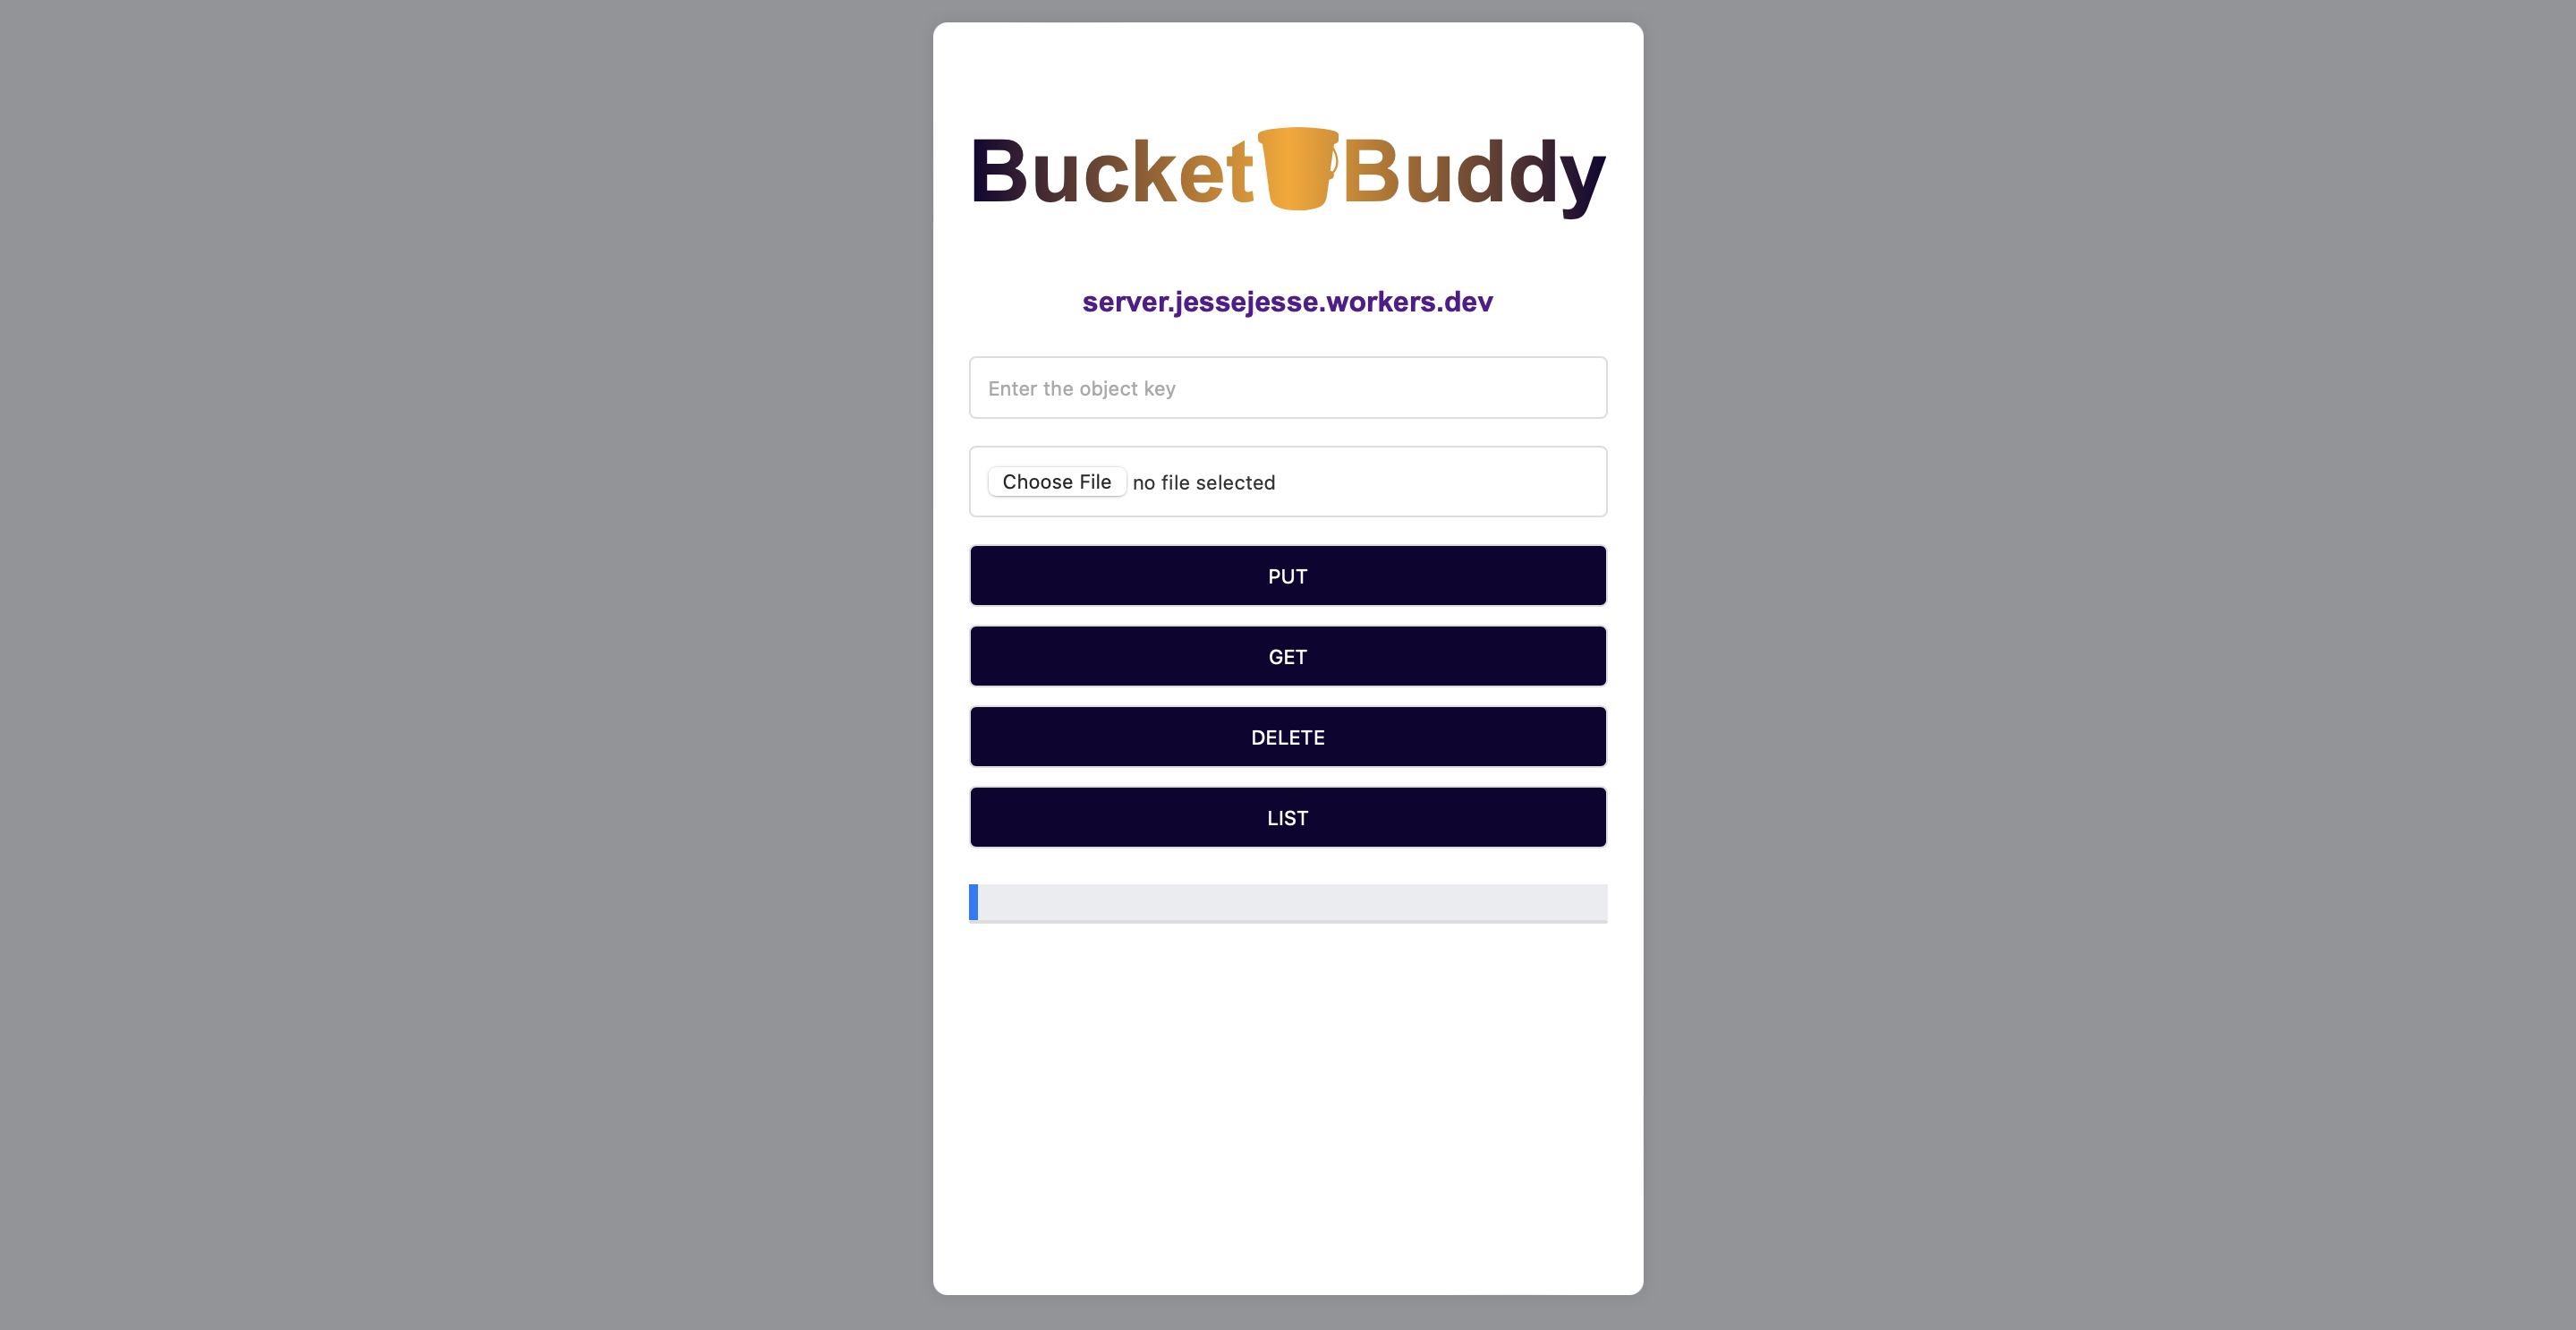 Bucket Buddy
server.jessejesse.workers.dev
Enter the object key
Choose File no file selected
PUT
GET
DELETE
LIST